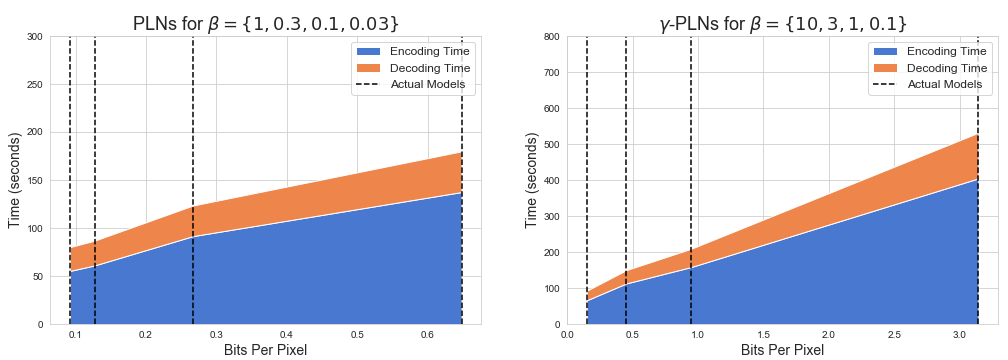 PLNs for β = {1, 0.3, 0.1, 0.03}
300
250
200
150
100
50
0
Time (seconds)
Encoding Time
Decoding Time
Actual Models
0.1 0.2 0.3 0.4 0.5 0.6
Bits Per Pixel
γ-PLNs for β = {10, 3, 1, 0.1}
800
700
600
500
400
300
200
100
0
Time (seconds)
Encoding Time
Decoding Time
Actual Models
0.0 0.5 1.0 1.5 2.0 2.5 3.0
Bits Per Pixel